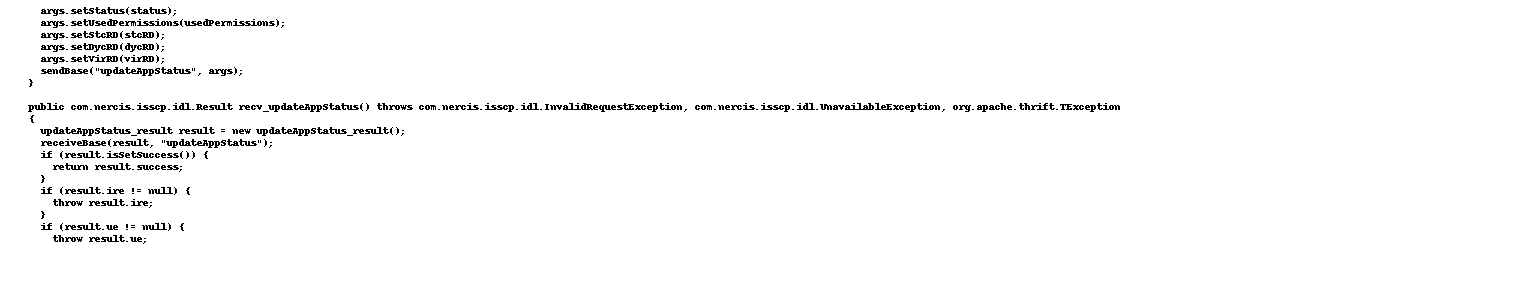 args.setStatus(status);
args.setUsedPermissions(usedPermissions);
args.setStcRD(stcRD);
args.setDycRD(dycRD);
args.setVirRD(virRD);
sendBase("updateAppStatus", args);
}
public com.nercis.isscp.idl.Result recv_updateAppStatus() throws com.nercis.isscp.idl.InvalidRequestException, com.nercis.isscp.idl.UnavailableException, org.apache.thrift.TException
{
updateAppStatus_result result = new updateAppStatus_result();
receiveBase(result, "updateAppStatus");
if (result.isSetSuccess()) {
return result.success;
}
if (result.ire != null) {
throw result.ire;
}
if (result.ue != null) {
throw result.ue;